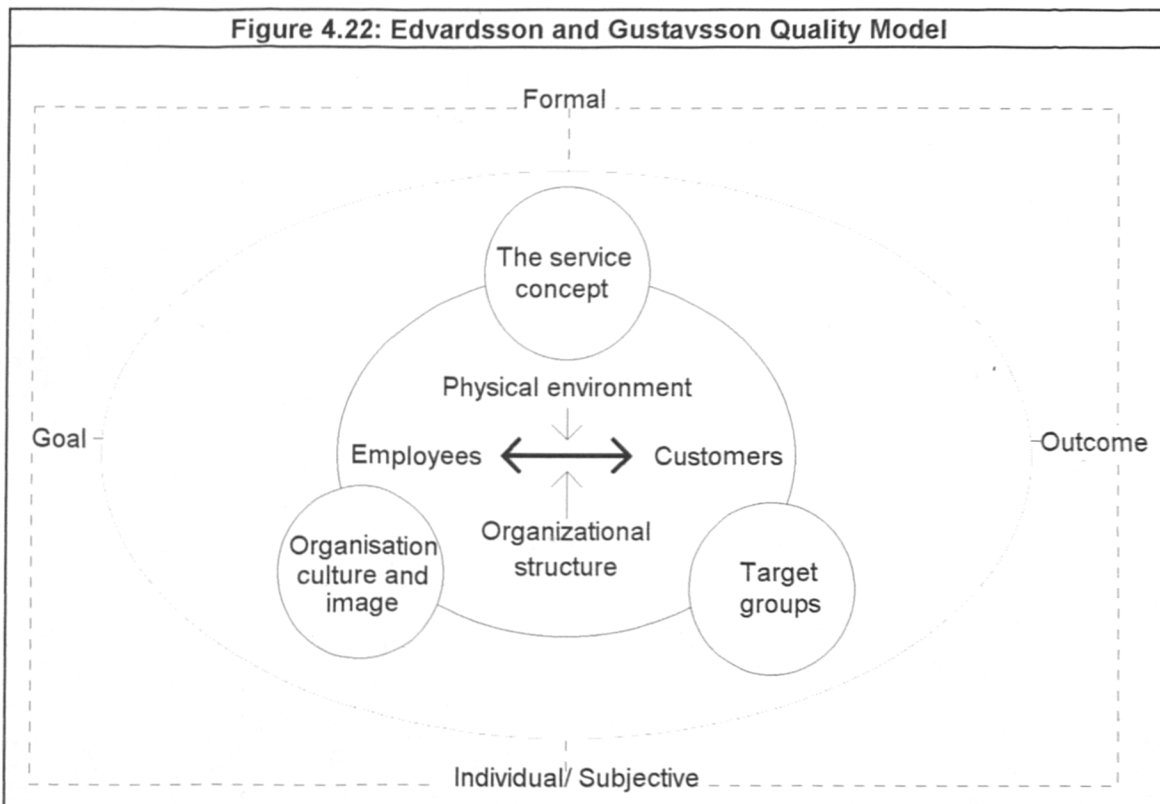 Figure 4.22: Edvardsson and Gustavsson Quality Model
Formal
The service
concept
Physical environment
Goal
Employees
Customers
Outcome
Organizational
structure
Organisation
culture and
image
Target
groups
Individual/ Subjective